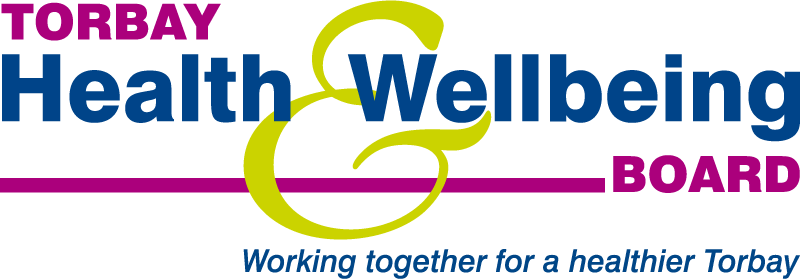 TORBAY
Health & Wellbeing
BOARD
Working together for a healthier Torbay